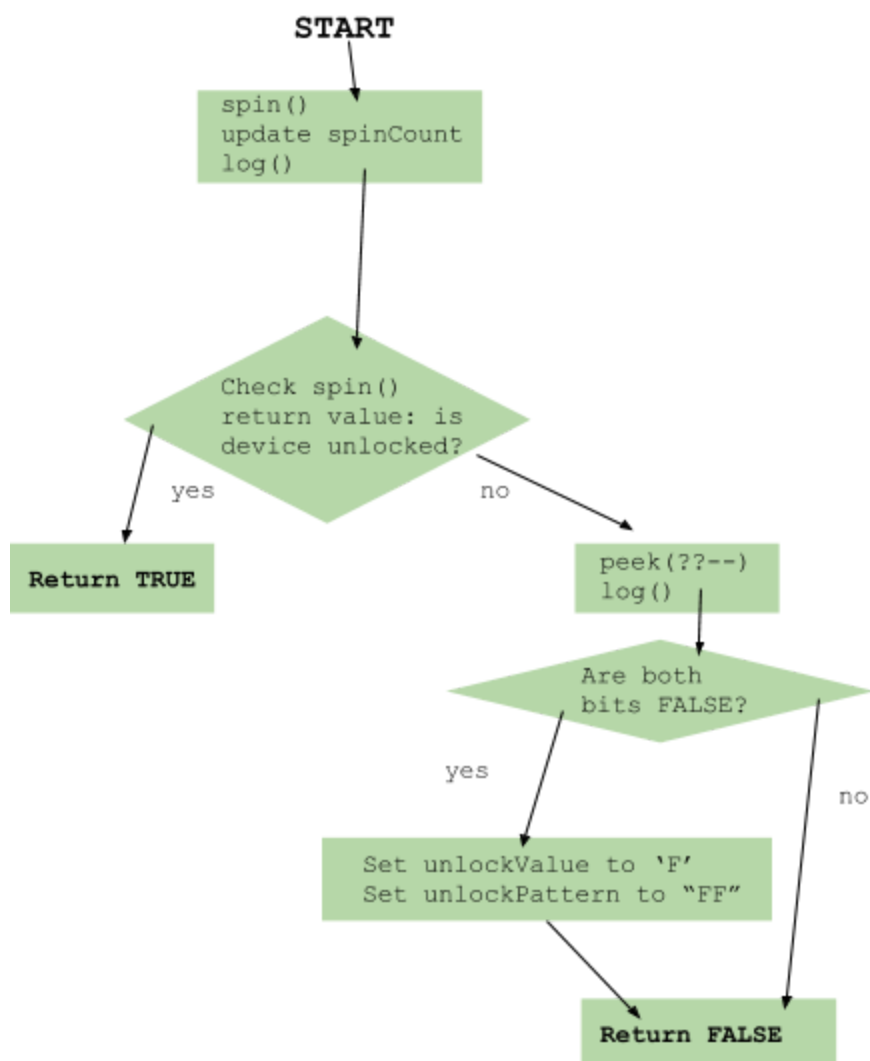 START
spin()
update spinCount
log()
Check spin()
return value: is
device unlocked?
yes
no
Return TRUE
peek(??--)
log()
Are both
bits FALSE?
yes
no
Set unlockValue to ‘F’
Set unlockPattern to “FF”
Return FALSE